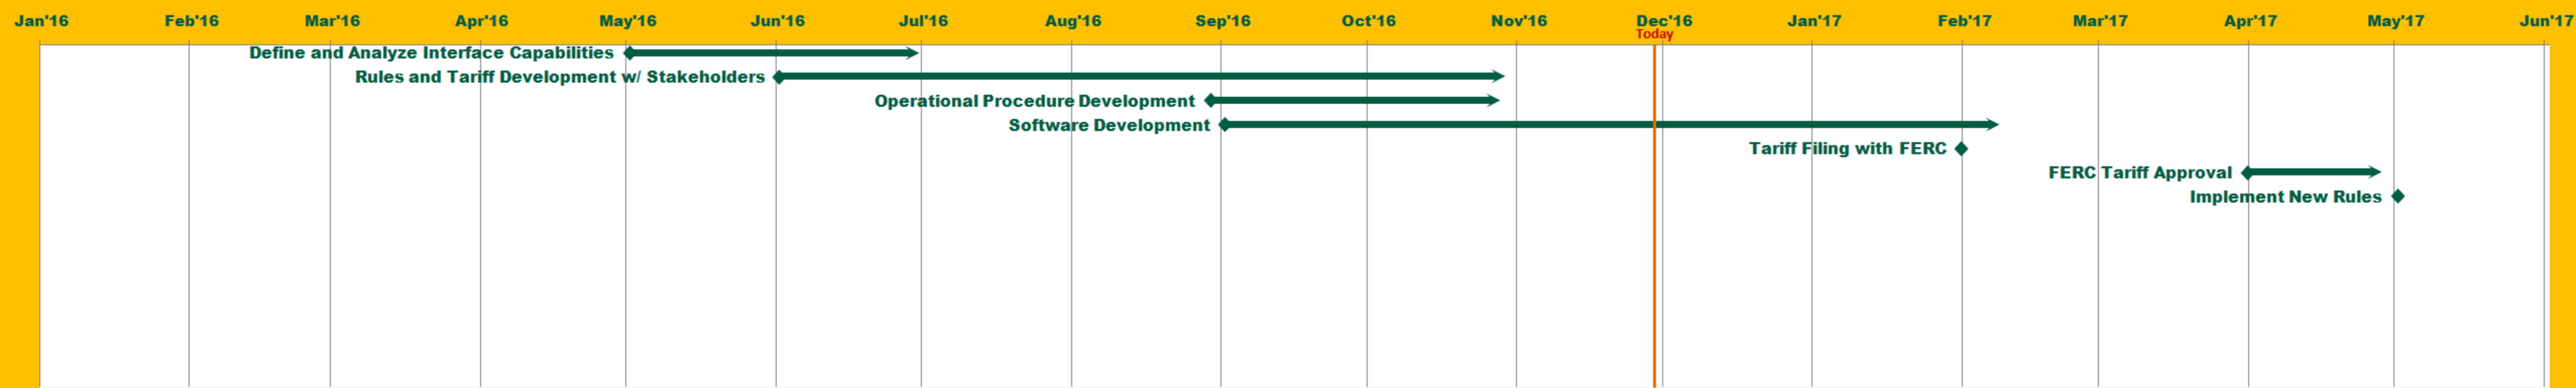 Jan'16 Feb'16 Mar'16 Apr'16 May'16 Jun'16 Jul'16 Aug'16 Sep'16 Oct'16 Nov'16 Dec'16 Jan'17 Feb'17 Mar'17 Apr'17 May'17 Jun'17
Today
Define and Analyze Interface Capabilities
Rules and Tariff Development w/ Stakeholders
Operational Procedure Development
Software Development
Tariff Filing with FERC
FERC Tariff Approval
Implement New Rules